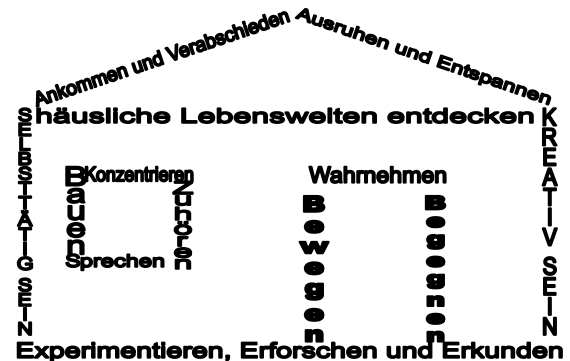 Ankommen und Verabschieden
Ausruhen und Entspannen
häusliche Lebenswelten entdecken
SELBSTTÄTIG SEIN
KREATIV SEIN
Konzentrieren
Bauen
Zuhören
Sprechen
Wahrnehmen
Bewegen
Begegnen
Experimentieren, Erforschen und Erkunden